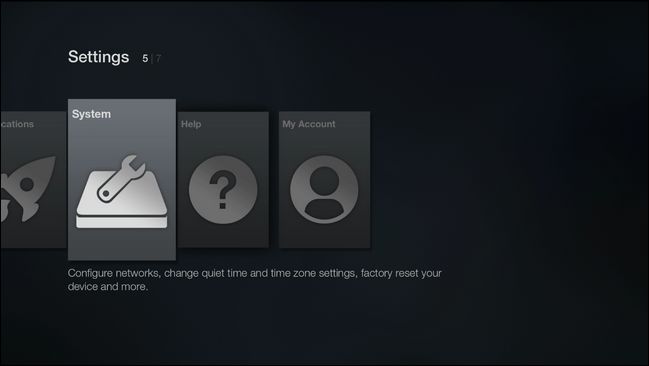 Settings 5 | 7
cations
System
Help
My Account
Configure networks, change quiet time and time zone settings, factory reset your
device and more.